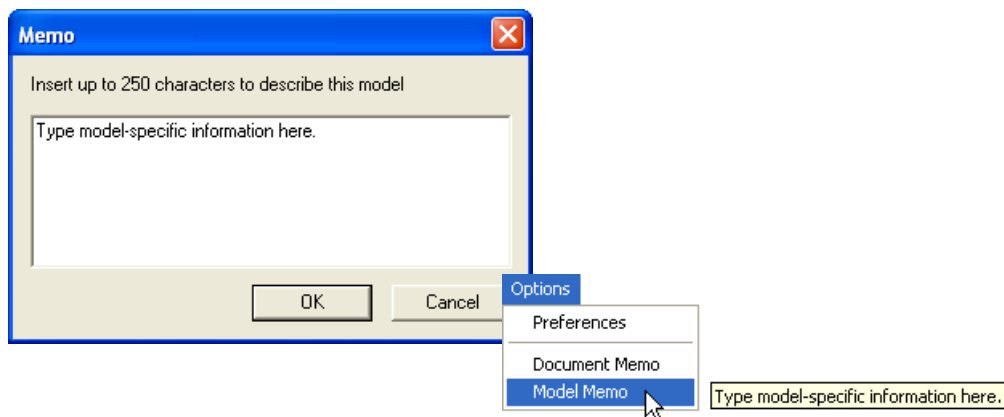 Memo
Insert up to 250 characters to describe this model
Type model-specific information here.
OK Cancel
Options
Preferences
Document Memo
Model Memo
Type model-specific information here.